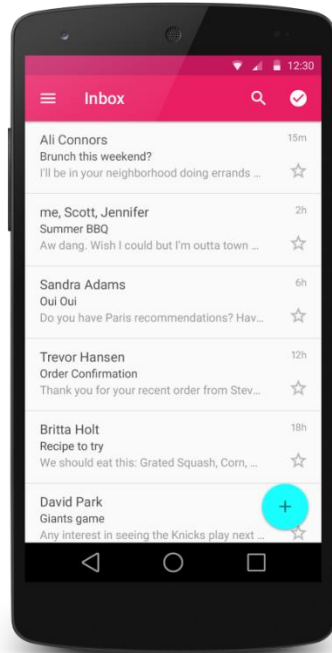 12:30
Inbox
Ali Connors 15m
Brunch this weekend?
I'll be in your neighborhood doing errands ...
me, Scott, Jennifer 2h
Summer BBQ
Aw dang. Wish I could but I'm outta town ...
Sandra Adams 6h
Oui Oui
Do you have Paris recommendations? Hav...
Trevor Hansen 12h
Order Confirmation
Thank you for your recent order from Stev...
Britta Holt 18h
Recipe to try
We should eat this: Grated Squash, Corn, ...
David Park
Giants game
Any interest in seeing the Knicks play next ...